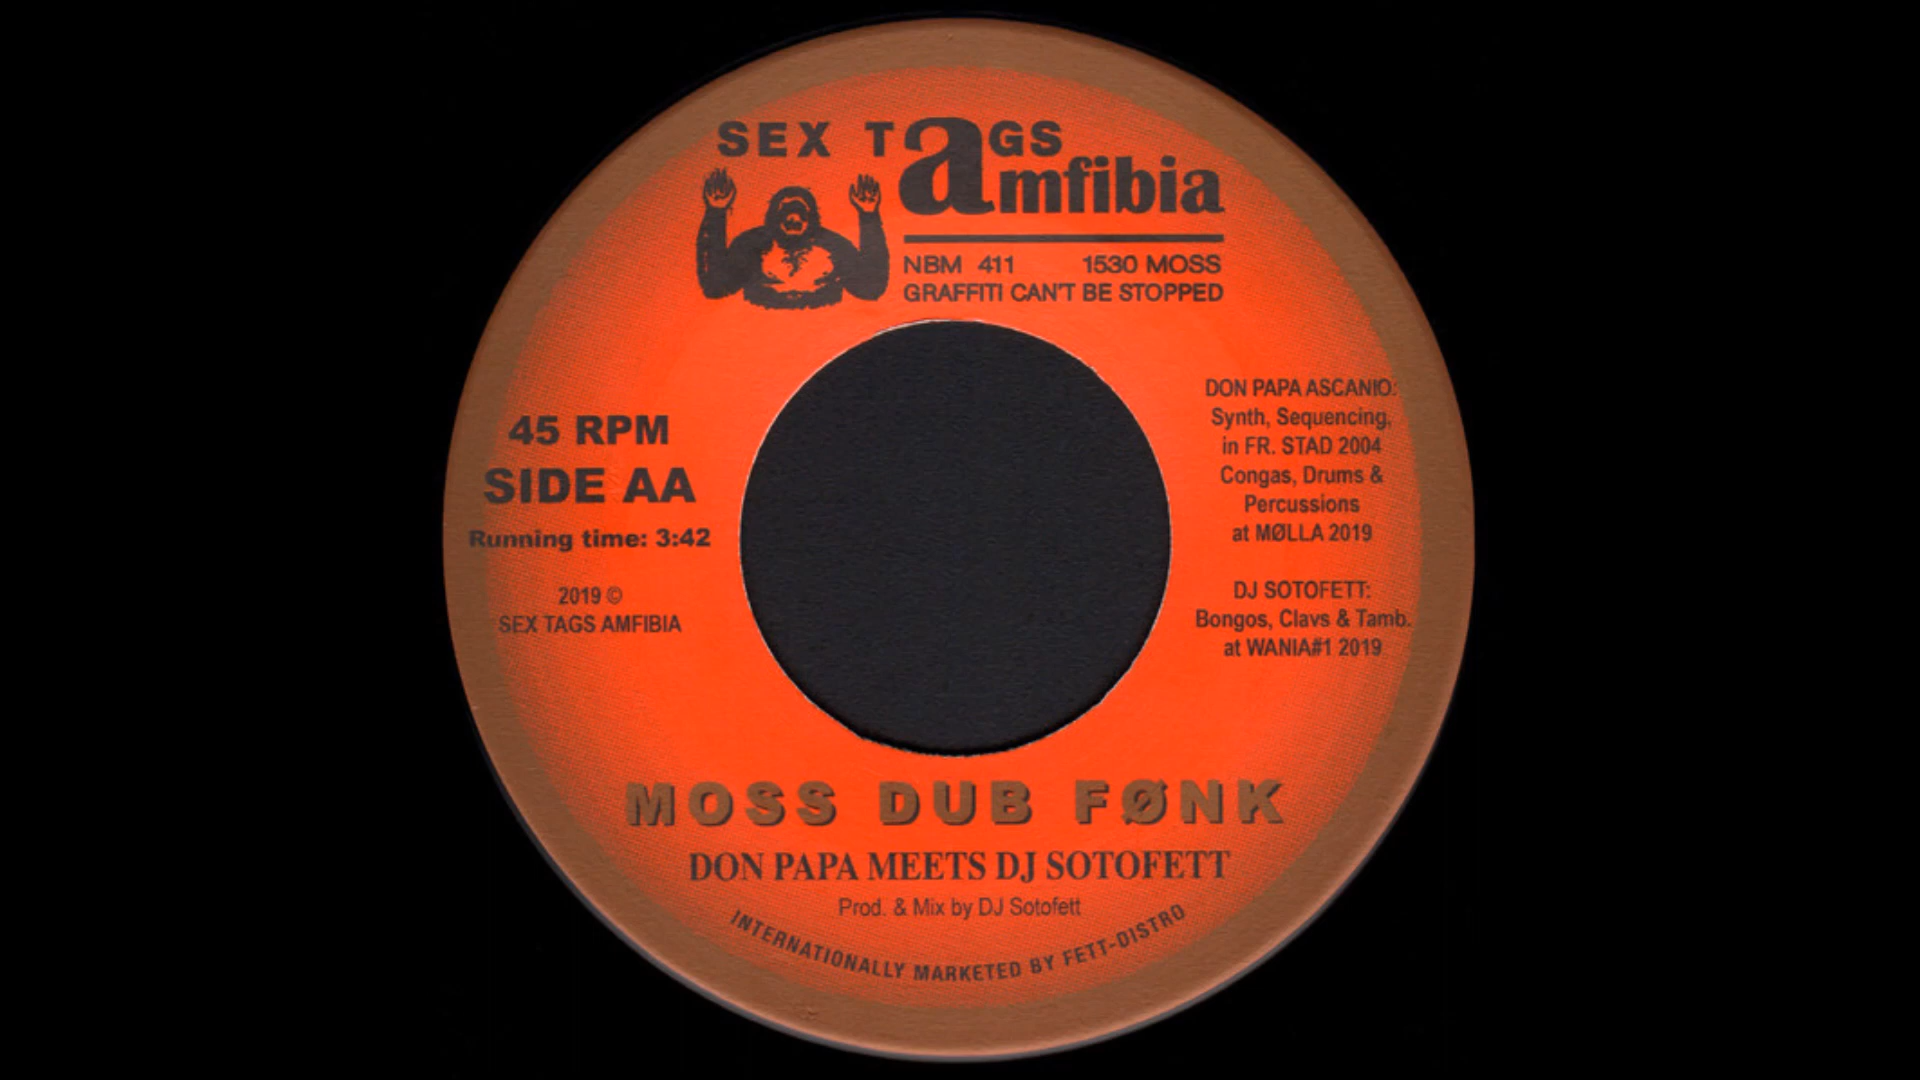 SEX TAGS
amfibia
NBM 411 1530 MOSS
GRAFFITI CAN'T BE STOPPED
45 RPM
SIDE AA
Running time: 3:42
2019 ©
SEX TAGS AMFIBIA
DON PAPA ASCANIO:
Synth, Sequencing,
in FR. STAD 2004
Congas, Drums &
Percussions
at MØLLA 2019
DJ SOTOFETT:
Bongos, Clavs & Tamb.
at WANIA#1 2019
MOSS DUB FØNK
DON PAPA MEETS DJ SOTOFETT
Prod. & Mix by DJ Sotofett
INTERNATIONALLY MARKETED BY FETT-DISTRO